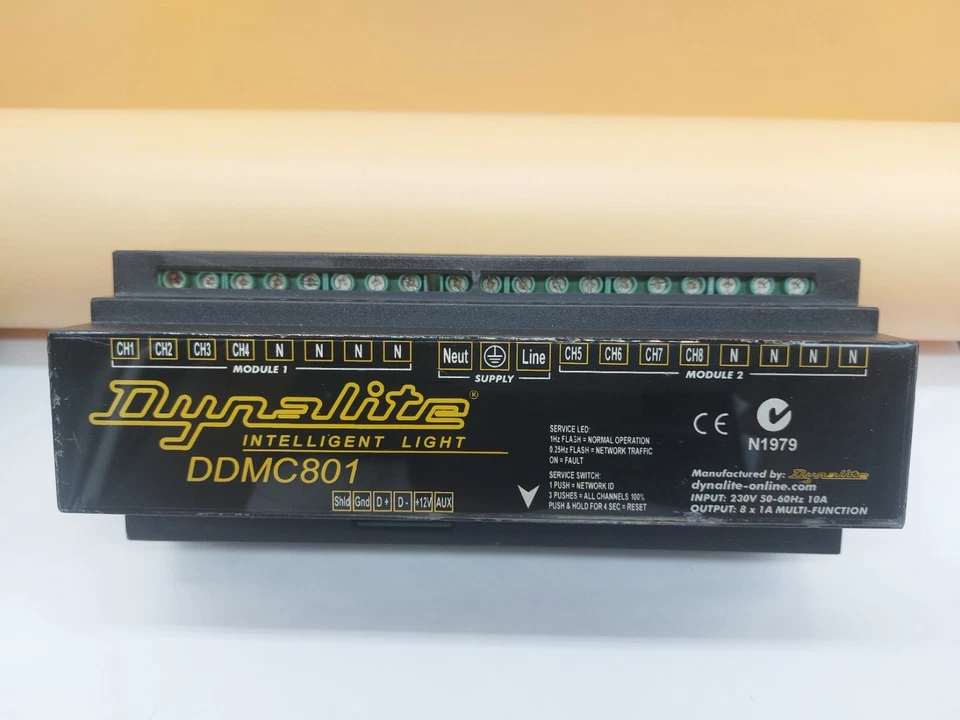 CH1 CH2 CH3 CH4 N N N N Neut Line CH5 CH6 CH7 CH8 N N N N
MODULE 1 SUPPLY MODULE 2
Dynalite®
INTELLIGENT LIGHT
DDMC801
Shld Gnd D+ D- +12V AUX
SERVICE LED:
1Hz FLASH = NORMAL OPERATION
0.25Hz FLASH = NETWORK TRAFFIC
ON = FAULT
SERVICE SWITCH:
1 PUSH = NETWORK ID
3 PUSHES = ALL CHANNELS 100%
PUSH & HOLD FOR 4 SEC = RESET
CE
N1979
Manufactured by: Dynalite
dynalite-online.com
INPUT: 230V 50-60Hz 10A
OUTPUT: 8 x 1A MULTI-FUNCTION